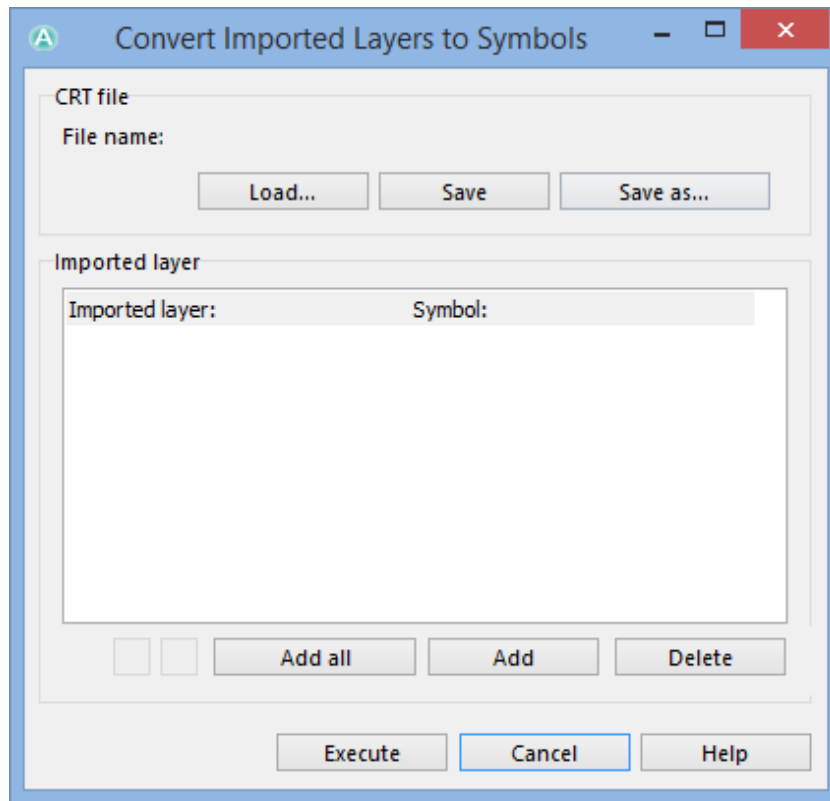 A Convert Imported Layers to Symbols
CRT file
File name:
Load... Save Save as...
Imported layer
Imported layer: Symbol:
Add all Add Delete
Execute Cancel Help